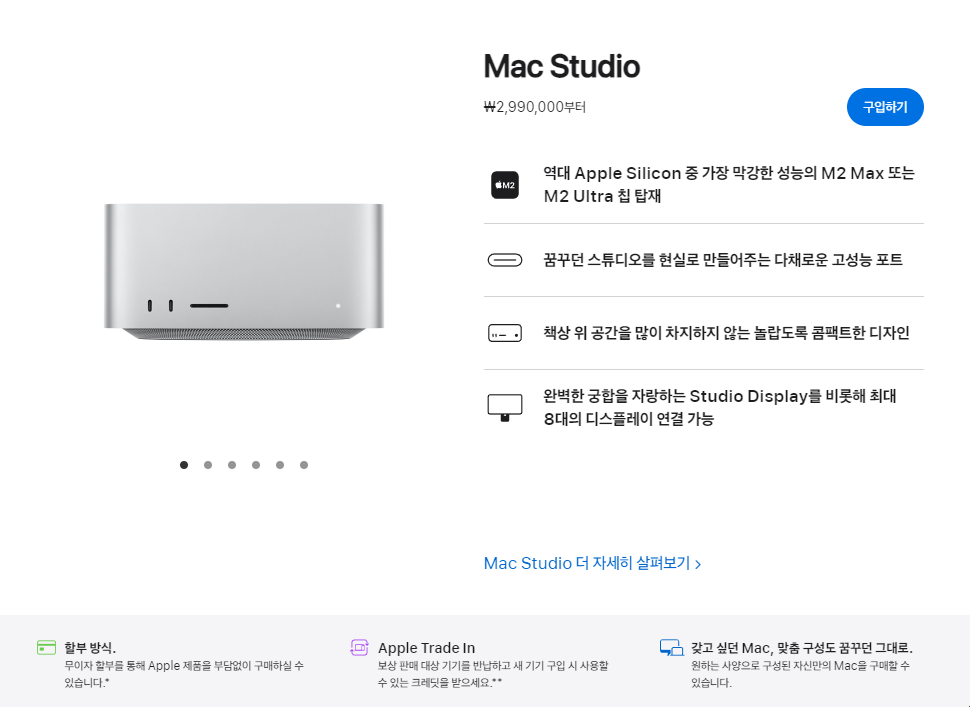 Mac Studio
₩2,990,000부터
구입하기
M2
역대 Apple Silicon 중 가장 막강한 성능의 M2 Max 또는
M2 Ultra 칩 탑재
꿈꾸던 스튜디오를 현실로 만들어주는 다채로운 고성능 포트
책상 위 공간을 많이 차지하지 않는 놀랍도록 콤팩트한 디자인
완벽한 궁합을 자랑하는 Studio Display를 비롯해 최대
8대의 디스플레이 연결 가능
Mac Studio 더 자세히 살펴보기 >
할부 방식.
무이자 할부를 통해 Apple 제품을 부담없이 구매하실 수
있습니다.*
Apple Trade In
보상 판매 대상 기기를 반납하고 새 기기 구입 시 사용할
수 있는 크레딧을 받으세요.**
갖고 싶던 Mac, 맞춤 구성도 꿈꾸던 그대로.
원하는 사양으로 구성된 자신만의 Mac을 구매할 수
있습니다.